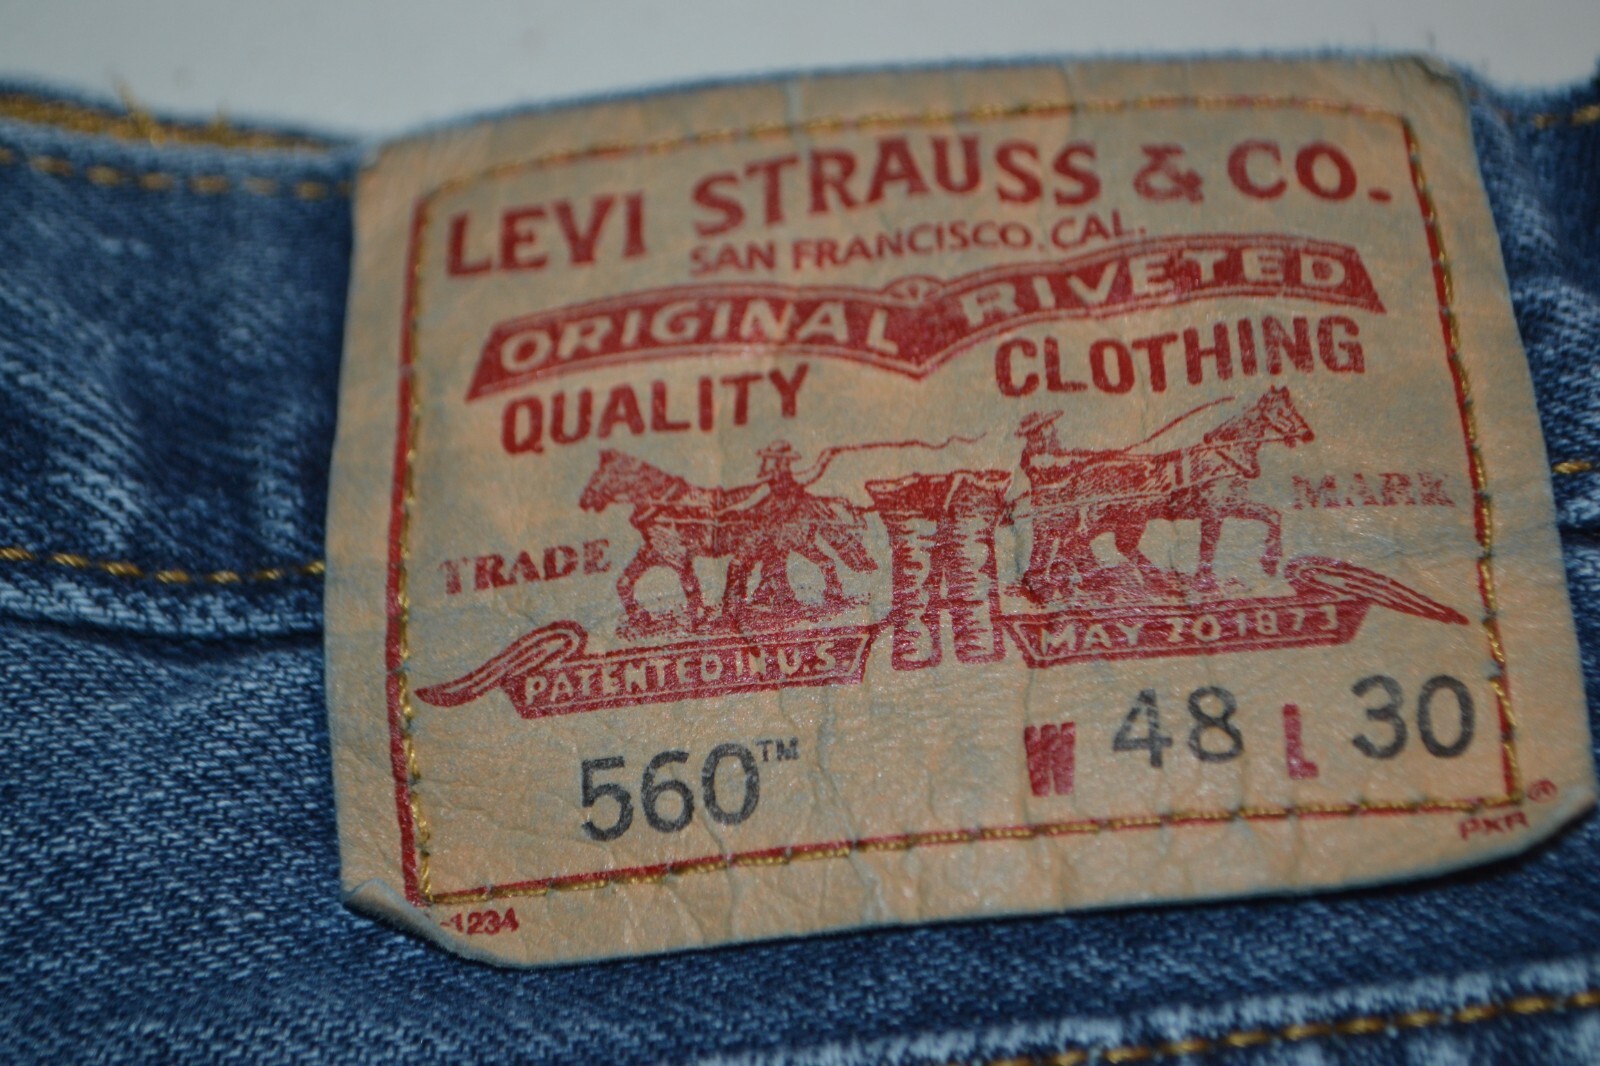 LEVI STRAUSS & CO.
SAN FRANCISCO, CAL.
ORIGINAL RIVETED
QUALITY CLOTHING
TRADE MARK
PATENTED IN U.S. MAY 20 1873
560™ W 48 L 30
®
PXR
-1234